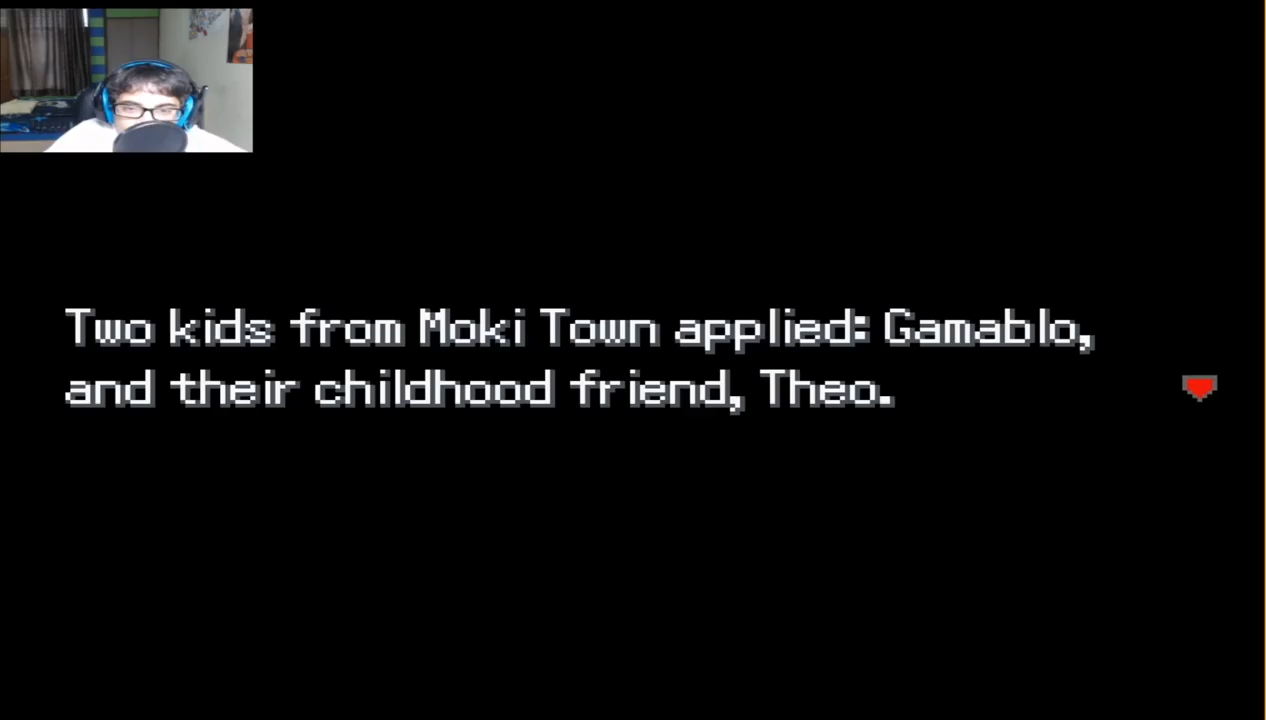 Two kids from Moki Town applied: Gamablo,
and their childhood friend, Theo.